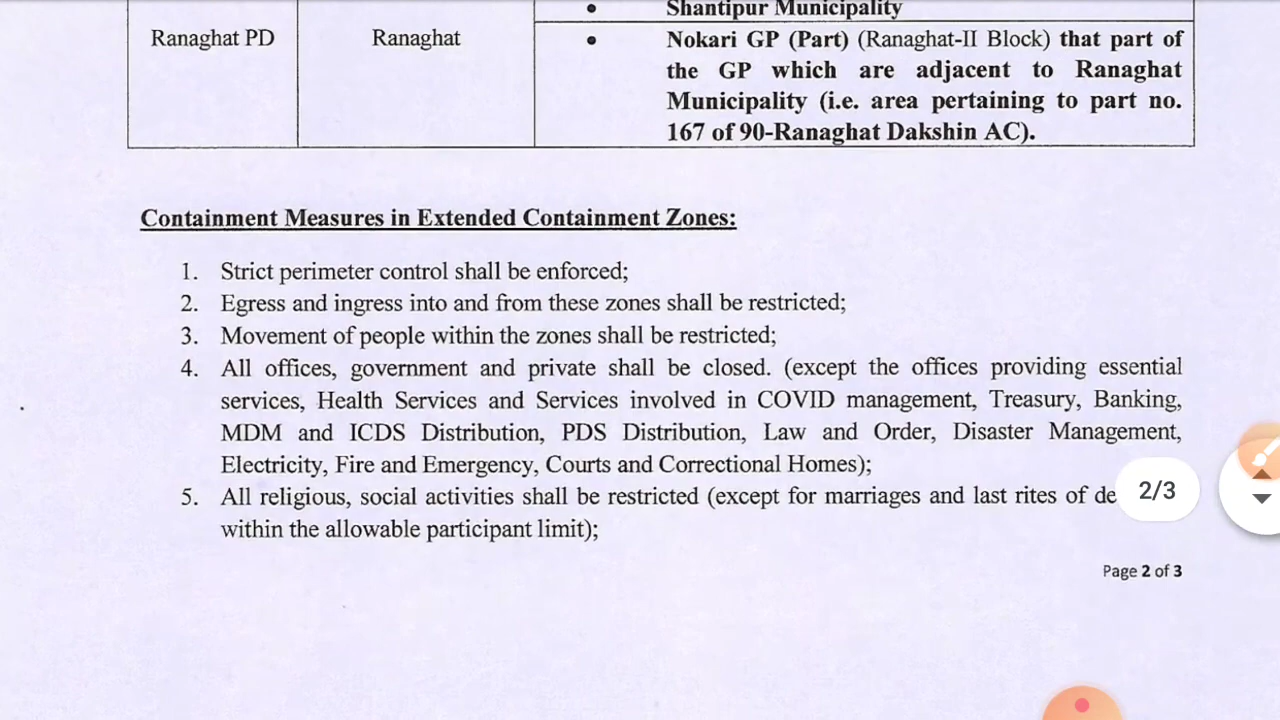 Shantipur Municipality
Ranaghat PD
Ranaghat
Nokari GP (Part) (Ranaghat-II Block) that part of
the GP which are adjacent to Ranaghat
Municipality (i.e. area pertaining to part no.
167 of 90-Ranaghat Dakshin AC).
Containment Measures in Extended Containment Zones:
1. Strict perimeter control shall be enforced;
2. Egress and ingress into and from these zones shall be restricted;
3. Movement of people within the zones shall be restricted;
4. All offices, government and private shall be closed. (except the offices providing essential
services, Health Services and Services involved in COVID management, Treasury, Banking,
MDM and ICDS Distribution, PDS Distribution, Law and Order, Disaster Management,
Electricity, Fire and Emergency, Courts and Correctional Homes);
5. All religious, social activities shall be restricted (except for marriages and last rites of de
within the allowable participant limit);
2/3
Page 2 of 3